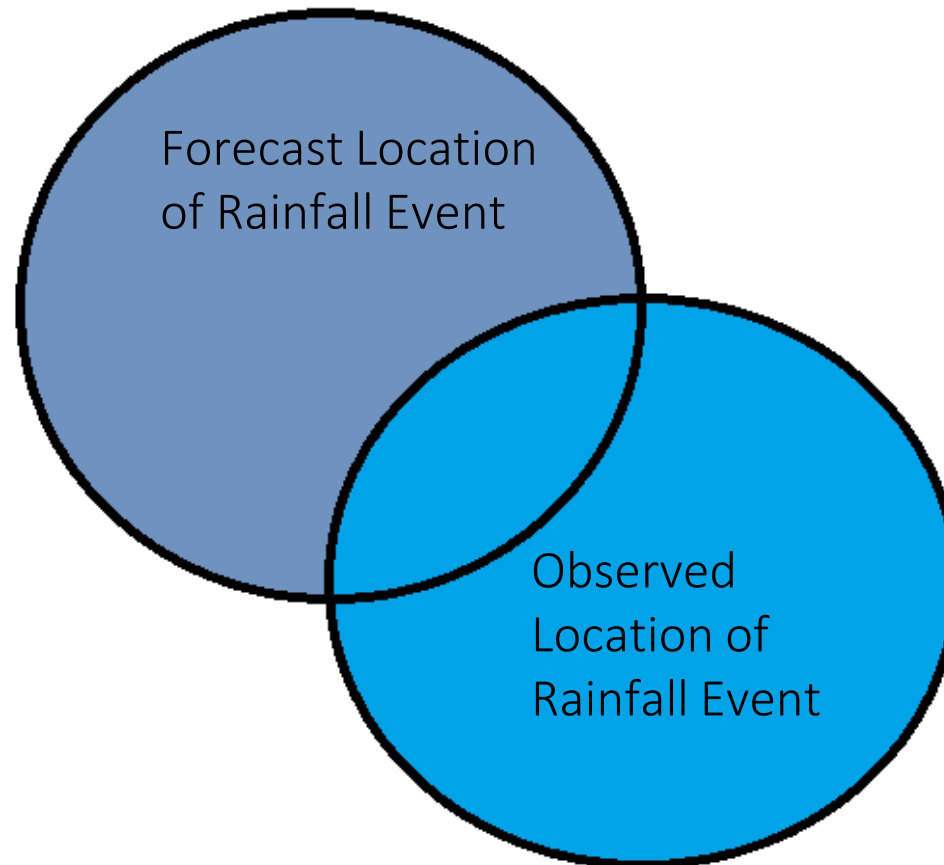 Forecast Location
of Rainfall Event
Observed
Location of
Rainfall Event